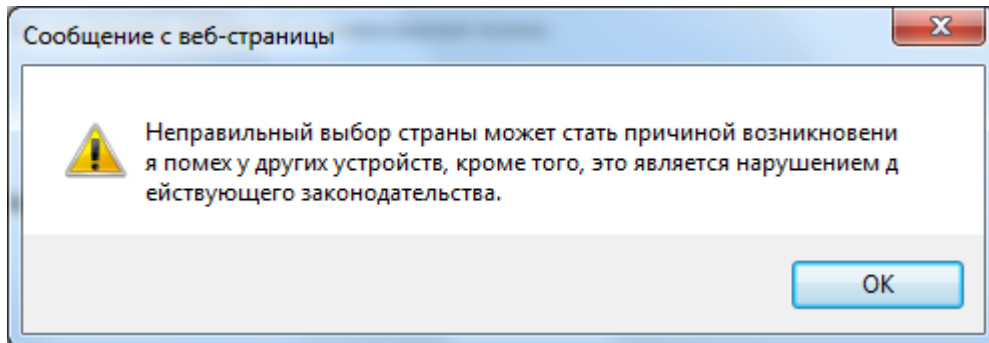 Сообщение с веб-страницы
Неправильный выбор страны может стать причиной возникновени
я помех у других устройств, кроме того, это является нарушением д
ействующего законодательства.
OK